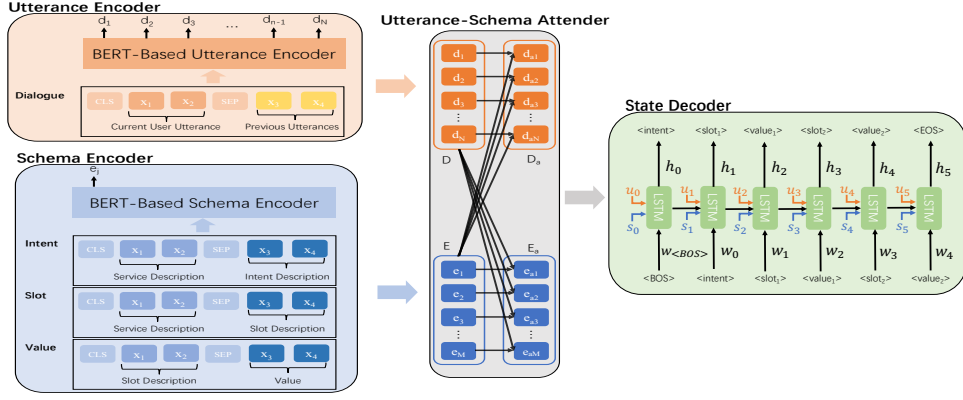 Utterance Encoder
d1 d2 d3 ... dn-1 dN
BERT-Based Utterance Encoder
Dialogue
CLS x1 x2 SEP x3 x4
Current User Utterance Previous Utterances
Schema Encoder
ei
BERT-Based Schema Encoder
Intent
CLS x1 x2 SEP x3 x4
Service Description Intent Description
Slot
CLS x1 x2 SEP x3 x4
Service Description Slot Description
Value
CLS x1 x2 SEP x3 x4
Slot Description Value
Utterance-Schema Attender
d1 da1
d2 da2
d3 da3
⋮ ⋮
dN daN
D Da
E Ea
e1 ea1
e2 ea2
e3 ea3
⋮ ⋮
eM eaM
State Decoder
<intent> <slot1> <value1> <slot2> <value2> <EOS>
h0 h1 h2 h3 h4 h5
u0 u1 u2 u3 u4 u5
LSTM LSTM LSTM LSTM LSTM LSTM
s0 s1 s2 s3 s4 s5
w<BOS> w0 w1 w2 w3 w4
<BOS> <intent> <slot1> <value1> <slot2> <value2>